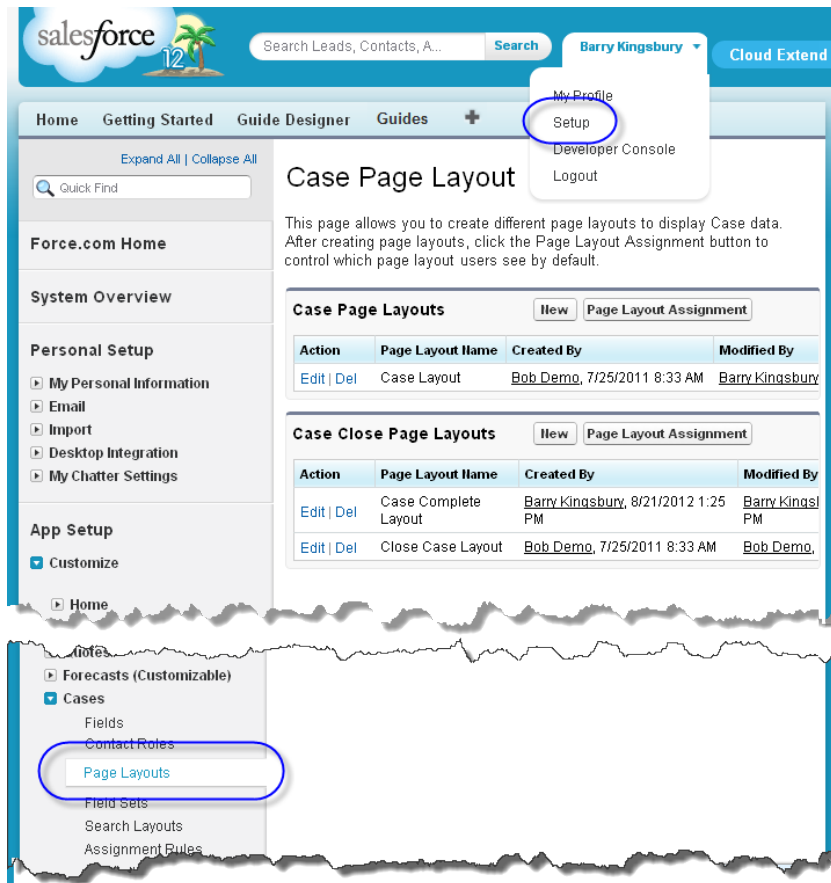 salesforce
12
Search Leads, Contacts, A...
Search
Barry Kingsbury
Cloud Extend
My Profile
Setup
Developer Console
Logout
Home
Getting Started
Guide Designer
Guides
Expand All | Collapse All
Quick Find
Force.com Home
System Overview
Personal Setup
My Personal Information
Email
Import
Desktop Integration
My Chatter Settings
App Setup
Customize
Home
Case Page Layout
This page allows you to create different page layouts to display Case data.
After creating page layouts, click the Page Layout Assignment button to
control which page layout users see by default.
Case Page Layouts
New
Page Layout Assignment
Action Page Layout Name Created By Modified By
Edit | Del Case Layout Bob Demo, 7/25/2011 8:33 AM Barry Kingsbury
Case Close Page Layouts
New
Page Layout Assignment
Action Page Layout Name Created By Modified By
Edit | Del Case Complete Layout Barry Kingsbury, 8/21/2012 1:25 PM Barry Kingsl PM
Edit | Del Close Case Layout Bob Demo, 7/25/2011 8:33 AM Bob Demo,
Quotes
Forecasts (Customizable)
Cases
Fields
Contact Roles
Page Layouts
Field Sets
Search Layouts
Assignment Rules